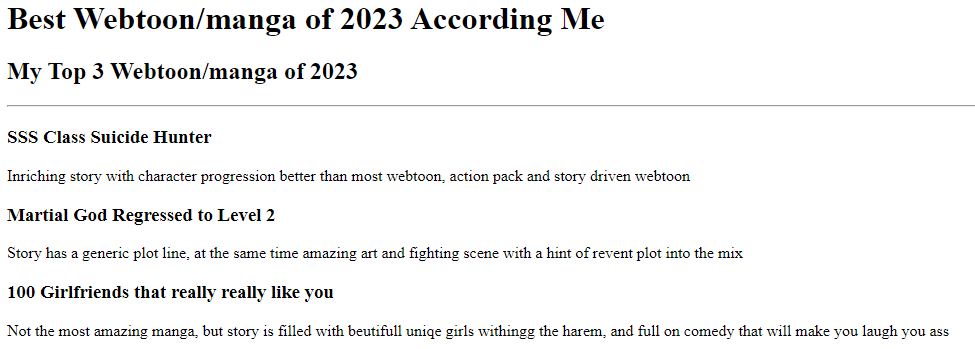 Best Webtoon/manga of 2023 According Me
My Top 3 Webtoon/manga of 2023
SSS Class Suicide Hunter
Inriching story with character progression better than most webtoon, action pack and story driven webtoon
Martial God Regressed to Level 2
Story has a generic plot line, at the same time amazing art and fighting scene with a hint of revent plot into the mix
100 Girlfriends that really really like you
Not the most amazing manga, but story is filled with beutifull uniqe girls withingg the harem, and full on comedy that will make you laugh you ass